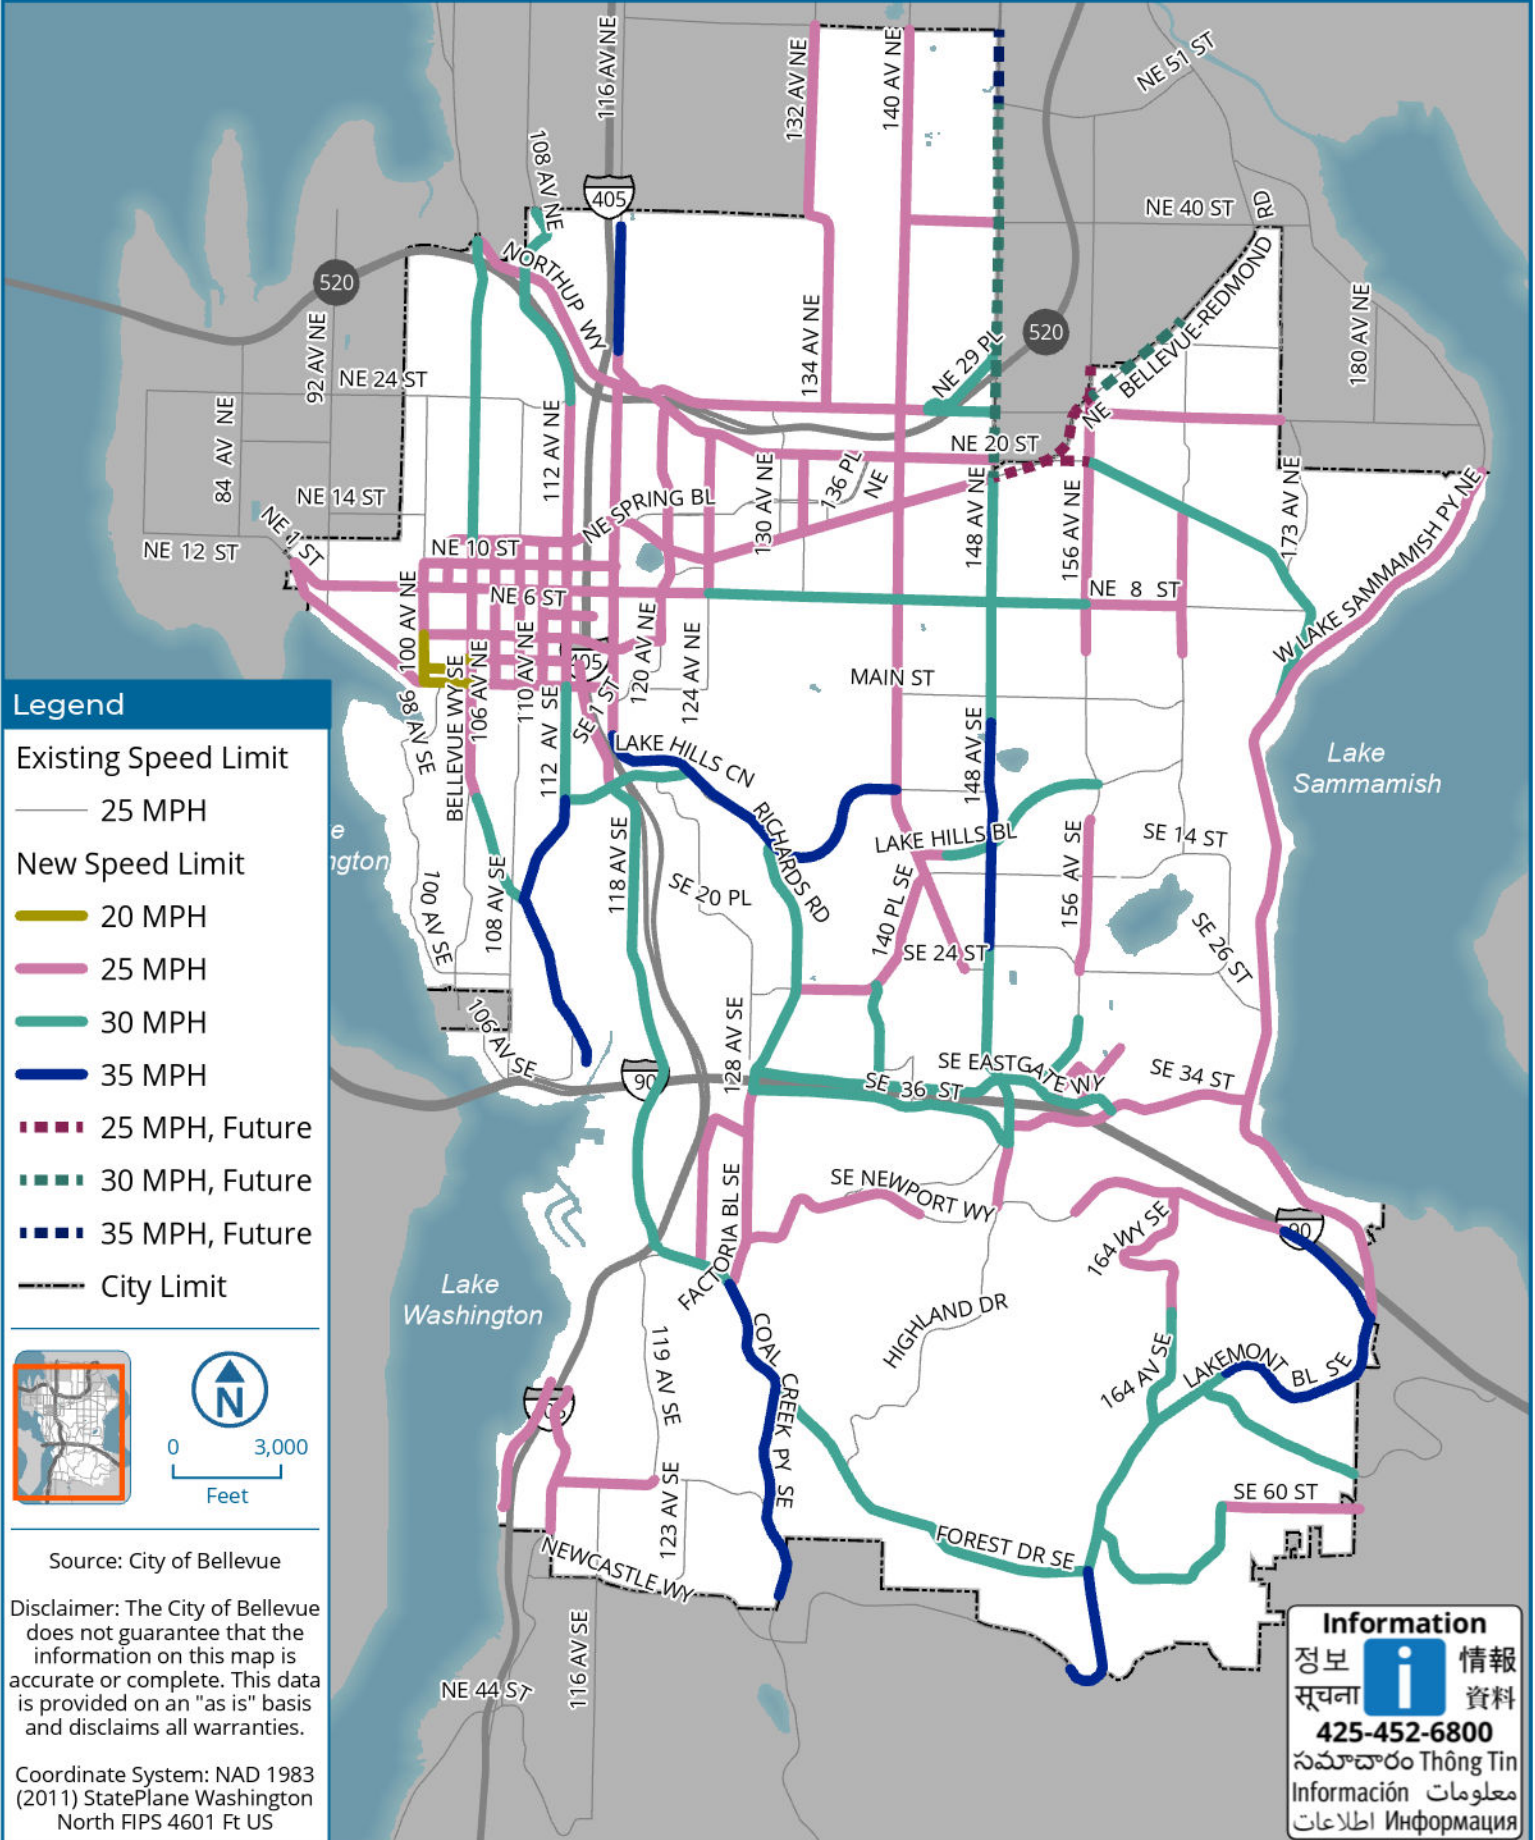 116 AV NE
132 AV NE
140 AV NE
NE 51 ST
108 AV NE
405
NE 40 ST
RD
NORTHUP WY
520
92 AV NE
134 AV NE
NE 29 PL
520
BELLEVUE-REDMOND
NE
180 AV NE
NE 24 ST
84 AV NE
112 AV NE
NE 20 ST
NE 14 ST
NE 1 ST
NE 12 ST
NE SPRING BL
130 AV NE
136 PL
NE
148 AV NE
156 AV NE
173 AV NE
W LAKE SAMMAMISH PY NE
NE 10 ST
NE 6 ST
NE 8 ST
100 AV NE
BELLEVUE WY SE
106 AV NE
110 AV NE
405
120 AV NE
124 AV NE
MAIN ST
98 AV SE
112 AV SE
SE 1 ST
LAKE HILLS CN
148 AV SE
Lake
Sammamish
RICHARDS RD
LAKE HILLS BL
SE 14 ST
156 AV SE
118 AV SE
108 AV SE
100 AV SE
SE 20 PL
140 PL SE
SE 24 ST
SE 26 ST
106 AV SE
90
128 AV SE
SE EASTGATE WY
SE 36 ST
SE 34 ST
SE NEWPORT WY
FACTORIA BL SE
164 WY SE
90
Lake
Washington
HIGHLAND DR
COAL CREEK PY SE
119 AV SE
164 AV SE
LAKEMONT BL SE
123 AV SE
SE 60 ST
FOREST DR SE
NEWCASTLE WY
116 AV SE
NE 44 ST
e
ngton
Legend
Existing Speed Limit
25 MPH
New Speed Limit
20 MPH
25 MPH
30 MPH
35 MPH
25 MPH, Future
30 MPH, Future
35 MPH, Future
City Limit
N
0 3,000
Feet
Source: City of Bellevue
Disclaimer: The City of Bellevue
does not guarantee that the
information on this map is
accurate or complete. This data
is provided on an "as is" basis
and disclaims all warranties.
Coordinate System: NAD 1983
(2011) StatePlane Washington
North FIPS 4601 Ft US
Information
정보 i 情報
सूचना 資料
425-452-6800
సమాచారం Thông Tin
Información معلومات
اطلاعات Информация